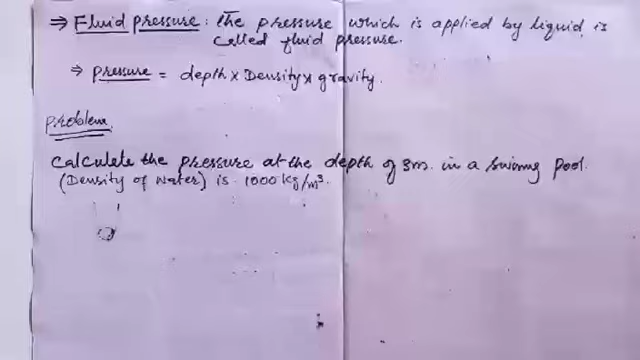 ⇒ Fluid pressure : The pressure which is applied by liquid is
called fluid pressure.
⇒ pressure = depth x Density x gravity.
Problem
Calculate the pressure at the depth of 3m. in a swimng pool.
(Density of water) is 1000 kg/m³.